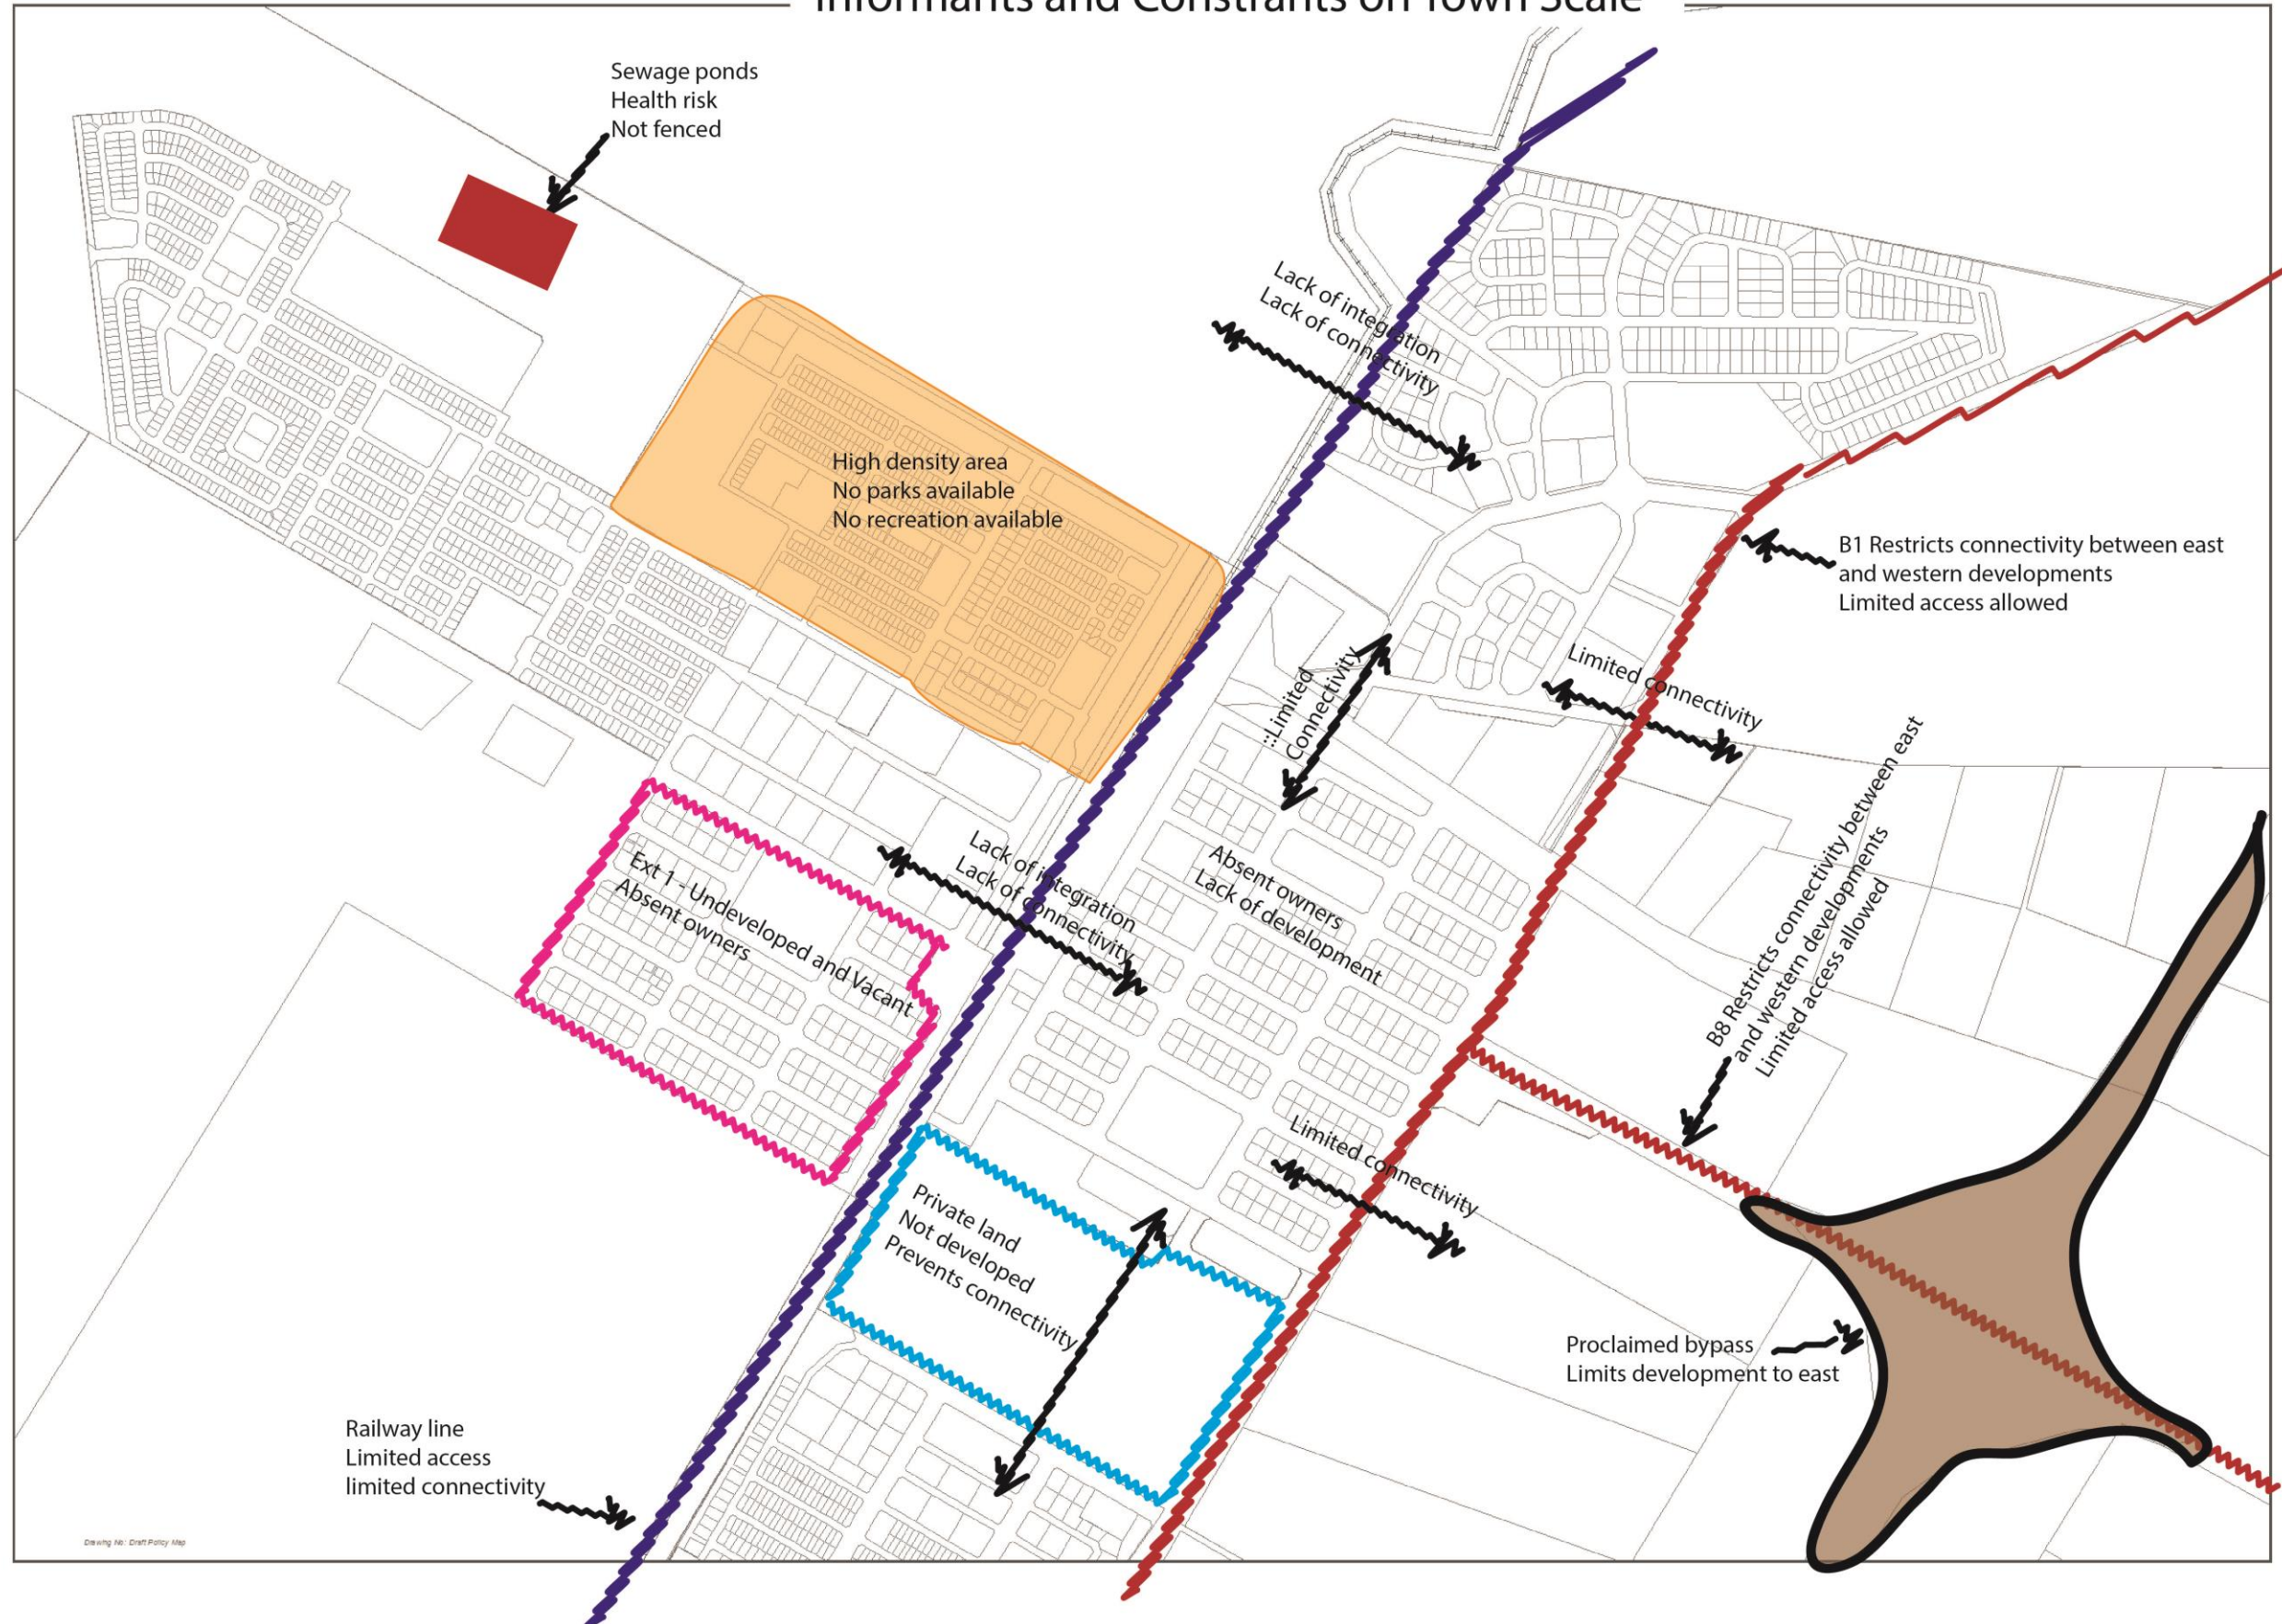 Informants and Constrants on Town Scale
Sewage ponds
Health risk
Not fenced
Lack of integration
Lack of connectivity
High density area
No parks available
No recreation available
B1 Restricts connectivity between east
and western developments
Limited access allowed
Limited connectivity
::Limited
Connectivity
B8 Restricts connectivity between east
and western developments
Limited access allowed
Lack of integration
Lack of connectivity
Absent owners
Lack of development
Ext 1 - Undeveloped and Vacant
Absent owners
Limited connectivity
Private land
Not developed
Prevents connectivity
Proclaimed bypass
Limits development to east
Railway line
Limited access
limited connectivity
Drawing No: Draft Policy Map